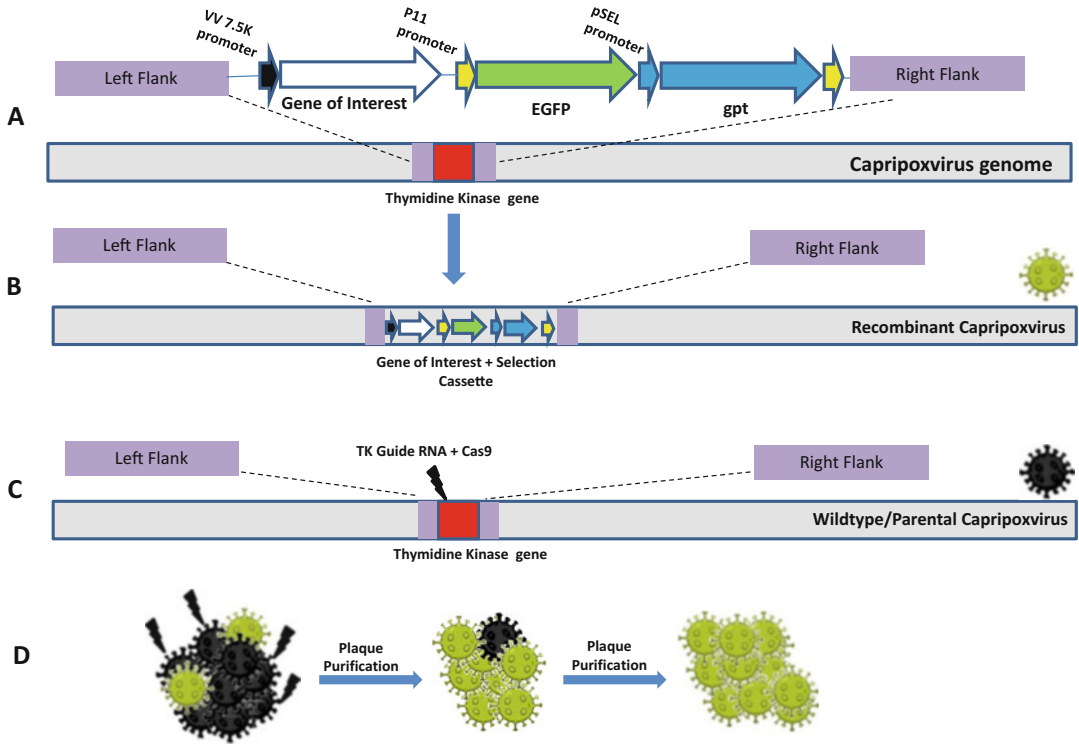 VV 7.5K
promoter
P11
promoter
pSEL
promoter
Left Flank
Right Flank
Gene of Interest
EGFP
gpt
A
Capripoxvirus genome
Thymidine Kinase gene
Left Flank
Right Flank
B
Recombinant Capripoxvirus
Gene of Interest + Selection
Cassette
TK Guide RNA + Cas9
Left Flank
Right Flank
C
Wildtype/Parental Capripoxvirus
Thymidine Kinase gene
D
Plaque
Purification
Plaque
Purification